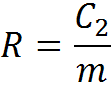 R = C₂/m